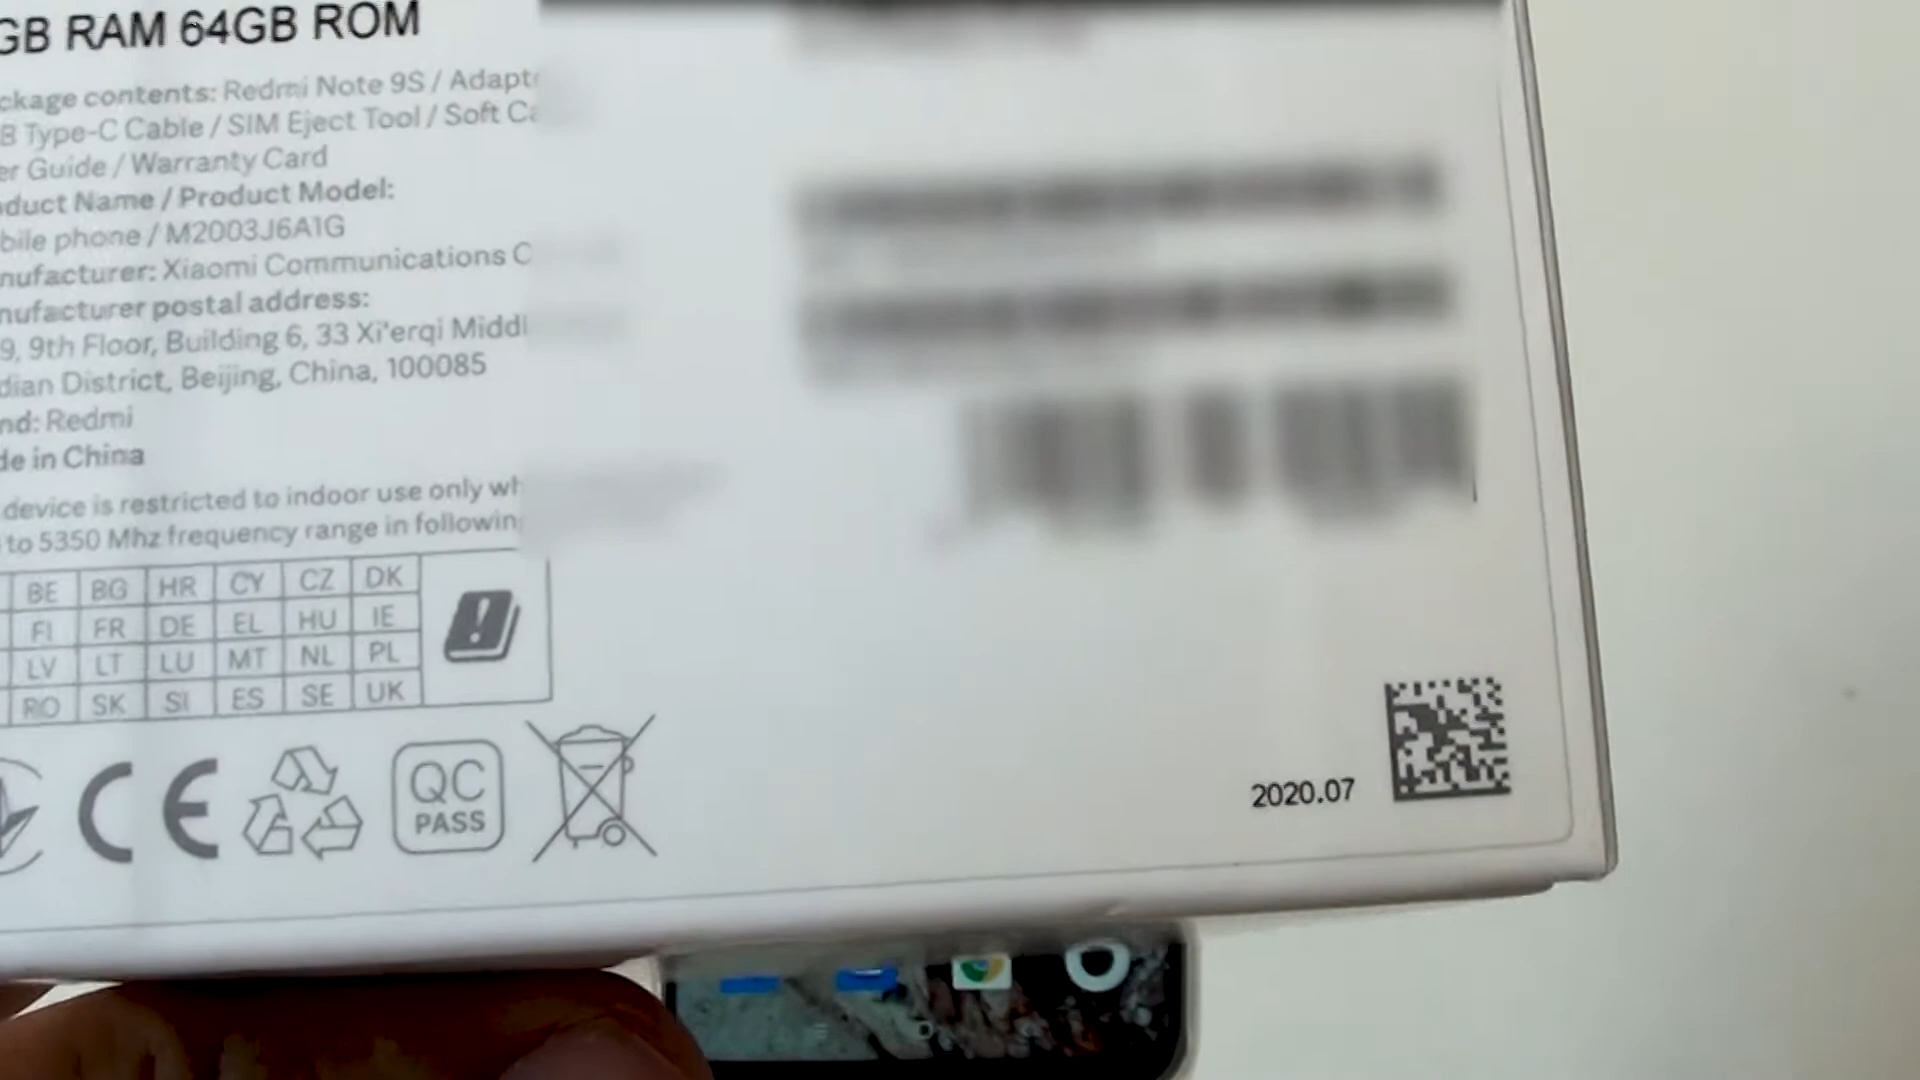 GB RAM 64GB ROM
ckage contents: Redmi Note 9S / Adapte
B Type-C Cable / SIM Eject Tool / Soft Ca
er Guide / Warranty Card
duct Name / Product Model:
bile phone / M2003J6A1G
nufacturer: Xiaomi Communications C
nufacturer postal address:
9, 9th Floor, Building 6, 33 Xi'erqi Middl
dian District, Beijing, China, 100085
nd: Redmi
de in China
device is restricted to indoor use only wh
to 5350 Mhz frequency range in followin
BE BG HR CY CZ DK
FI FR DE EL HU IE
LV LT LU MT NL PL
RO SK SI ES SE UK
CE
QC
PASS
2020.07